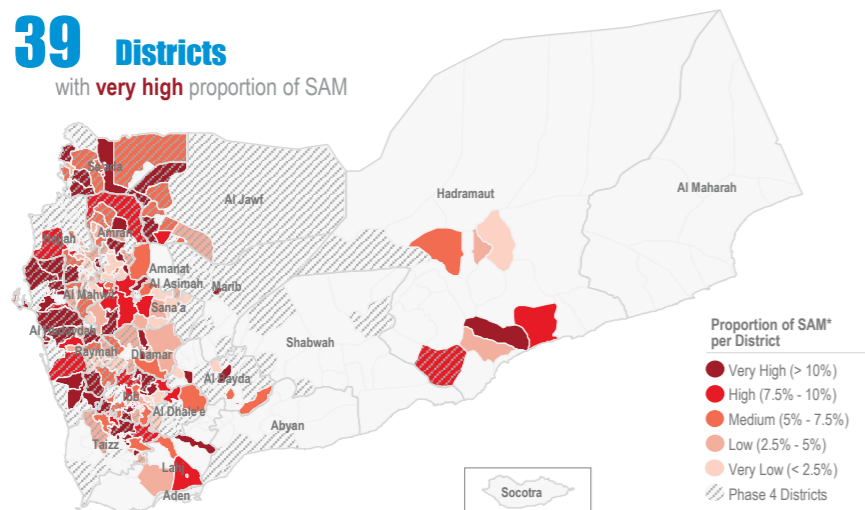 39 Districts
with very high proportion of SAM
Sa'ada
Al Jawf
Hadramaut
Al Maharah
Hajjah
Amran
Amanat
Al Asimah
Marib
Al Mahwit
Sana'a
Al Hudaydah
Shabwah
Raymah
Dhamar
Al Bayda
Ibb
Al Dhale'e
Abyan
Taizz
Lahj
Aden
Socotra
Proportion of SAM*
per District
Very High (> 10%)
High (7.5% - 10%)
Medium (5% - 7.5%)
Low (2.5% - 5%)
Very Low (< 2.5%)
Phase 4 Districts